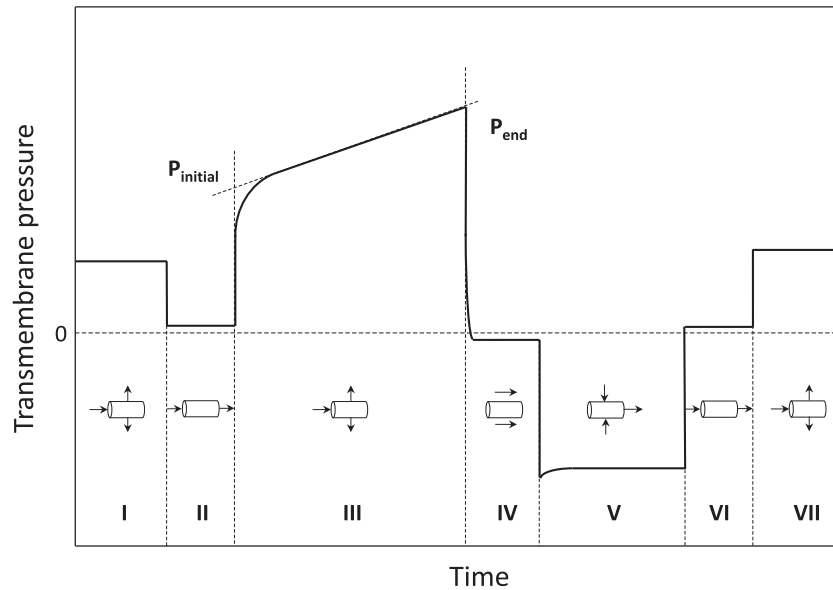 P_initial
P_end
Transmembrane pressure
0
I II III IV V VI VII
Time